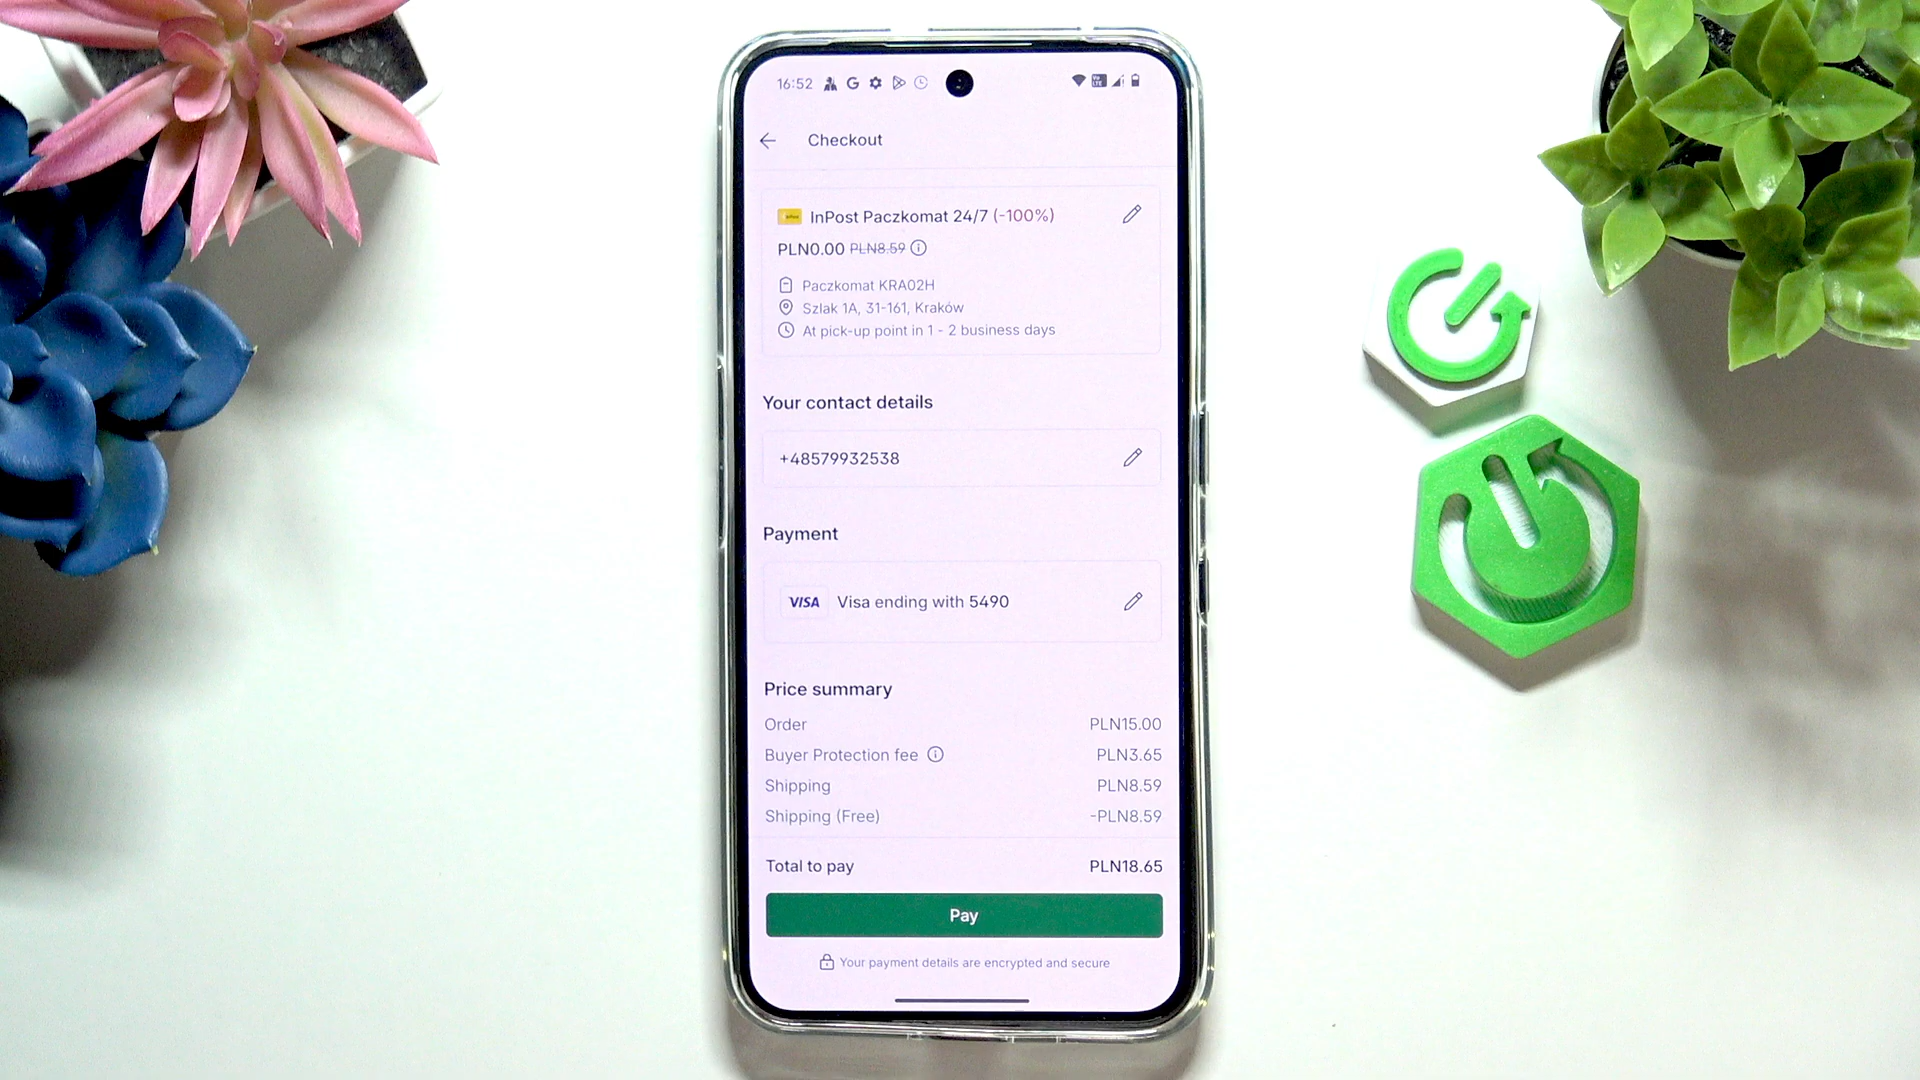 16:52
Checkout
InPost Paczkomat 24/7 (-100%)
PLN0.00 PLN8.59
Paczkomat KRA02H
Szlak 1A, 31-161, Kraków
At pick-up point in 1 - 2 business days
Your contact details
+48579932538
Payment
VISA Visa ending with 5490
Price summary
Order PLN15.00
Buyer Protection fee PLN3.65
Shipping PLN8.59
Shipping (Free) -PLN8.59
Total to pay PLN18.65
Pay
Your payment details are encrypted and secure